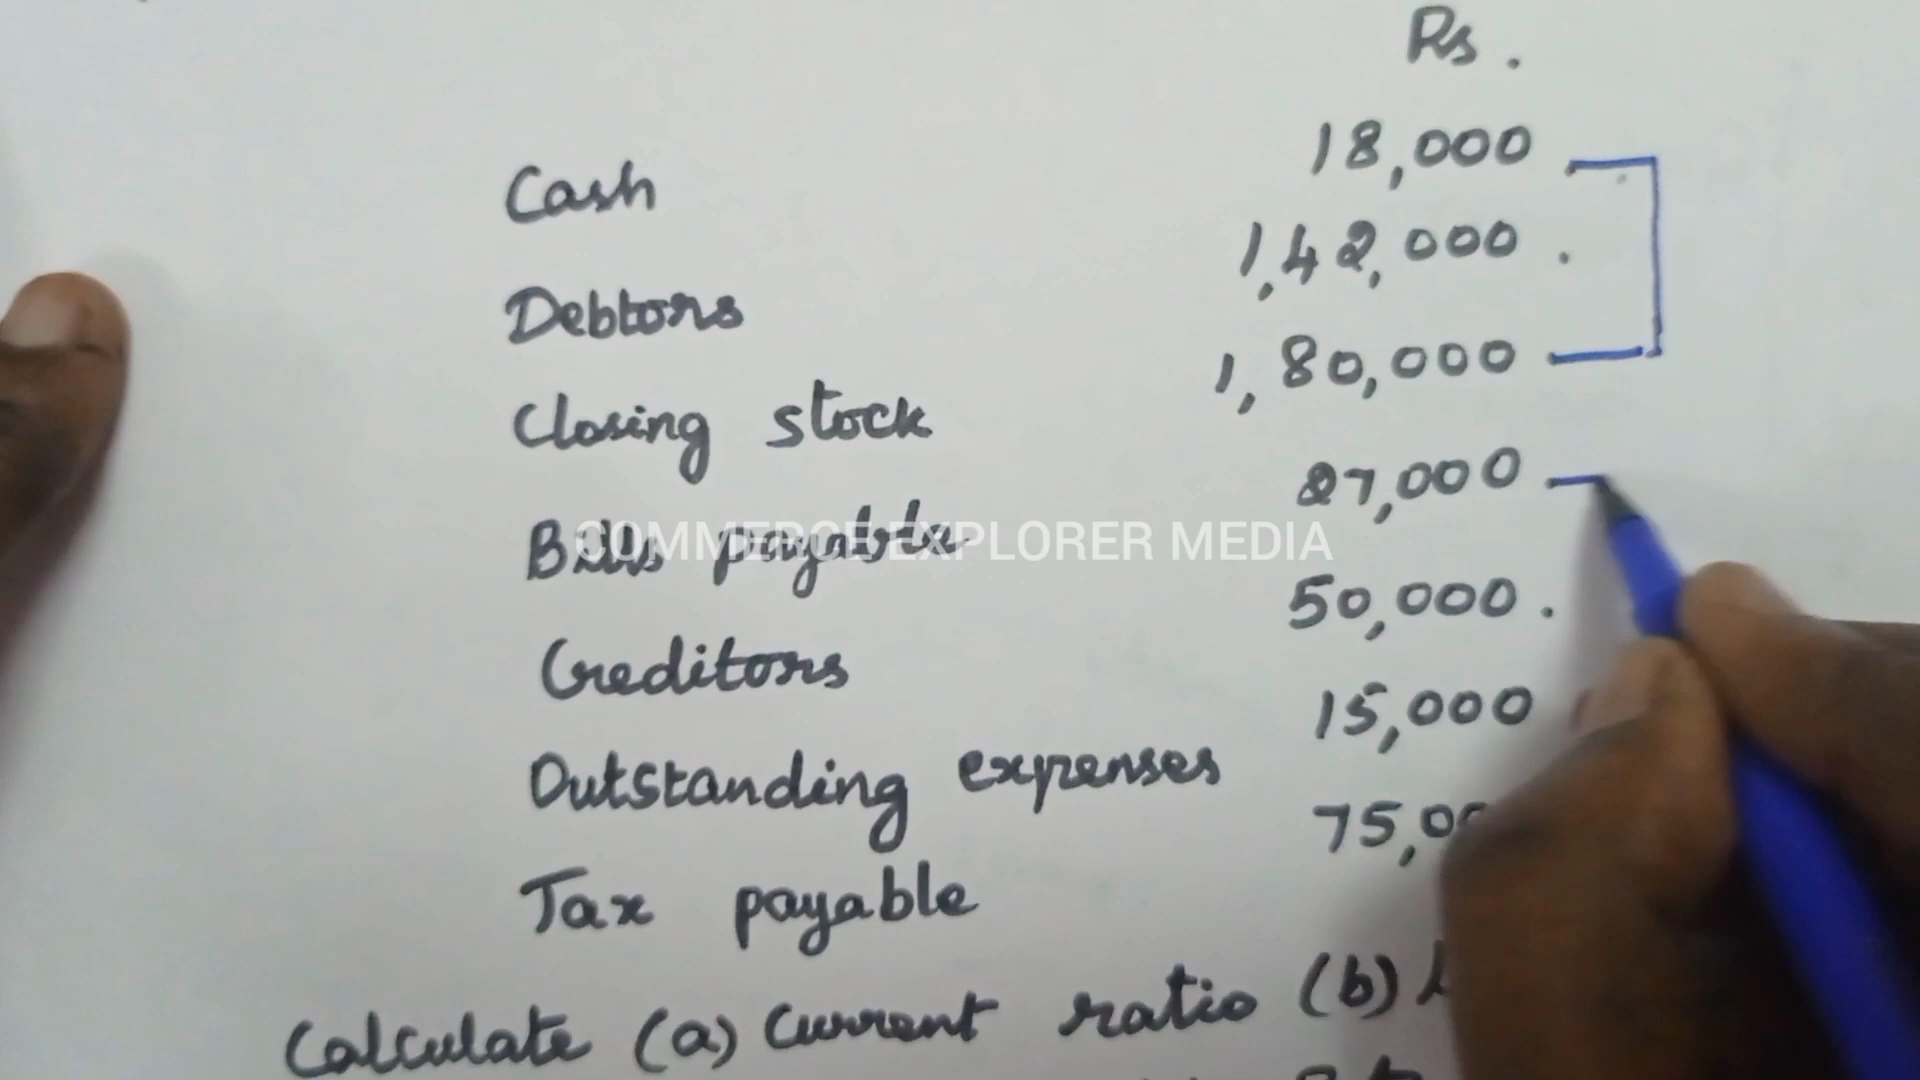 Rs.
Cash 18,000
Debtors 1,42,000
Closing stock 1,80,000
Bills payable 27,000
COMMERCE EXPLORER MEDIA
Creditors 50,000
Outstanding expenses 15,000
Tax payable
Calculate (a) Current ratio (b)